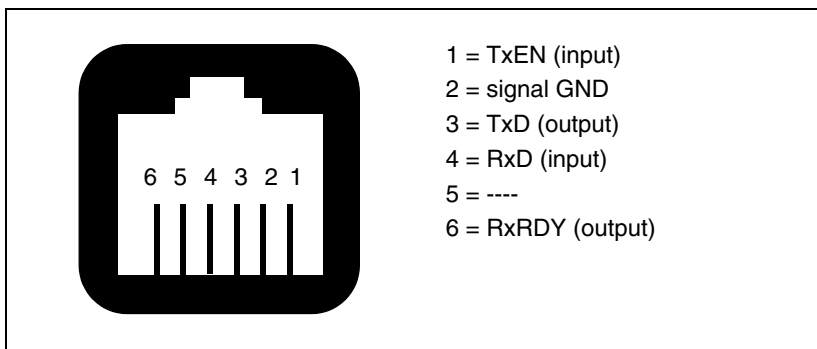 6 5 4 3 2 1
1 = TxEN (input)
2 = signal GND
3 = TxD (output)
4 = RxD (input)
5 = ----
6 = RxRDY (output)